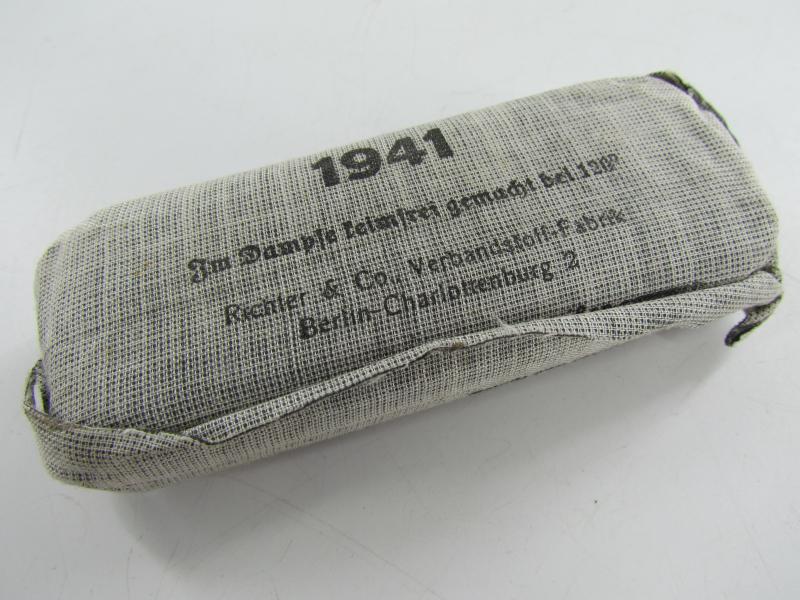 1941
Im Dampfe keimfrei gemacht bei 120°
Richter & Co., Verbandstoff-Fabrik
Berlin-Charlottenburg 2